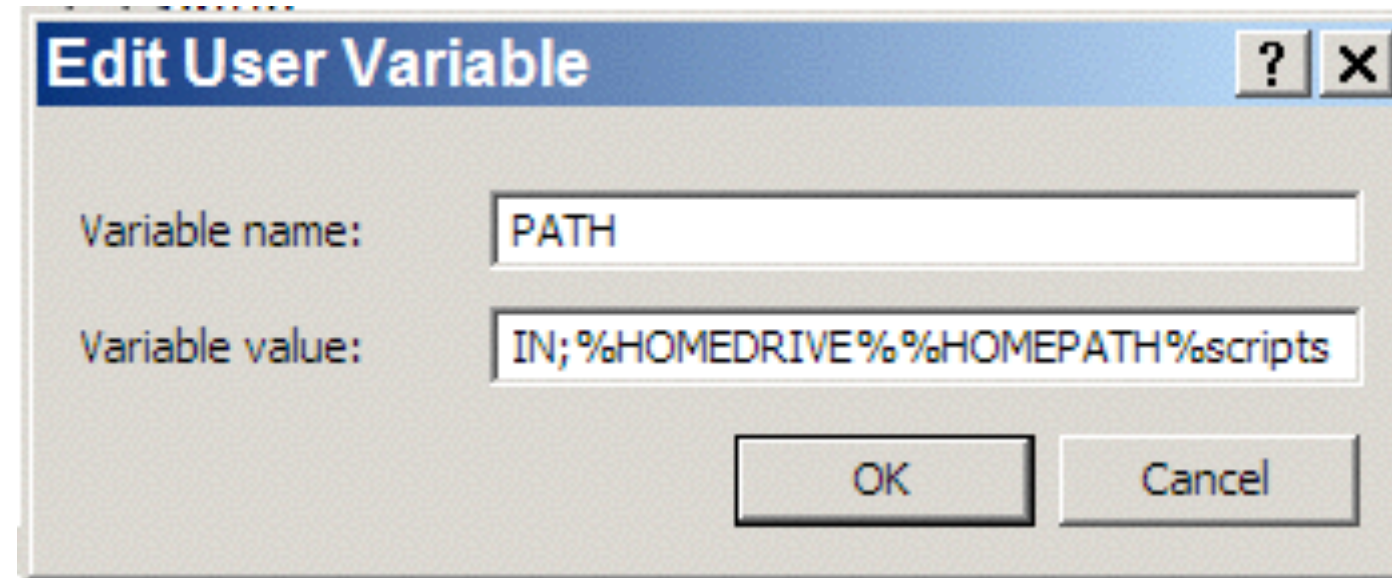 Edit User Variable ? X
Variable name: PATH
Variable value: IN;%HOMEDRIVE%%HOMEPATH%scripts
OK Cancel